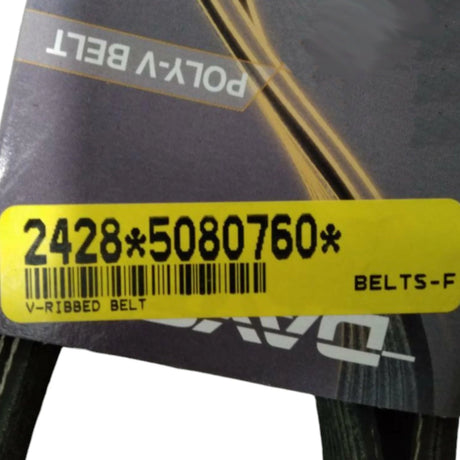 POLY-V BELT
2428*5080760*
BELTS-F
V-RIBBED BELT